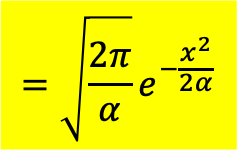 = √(2π/α) e^(-x²/2α)